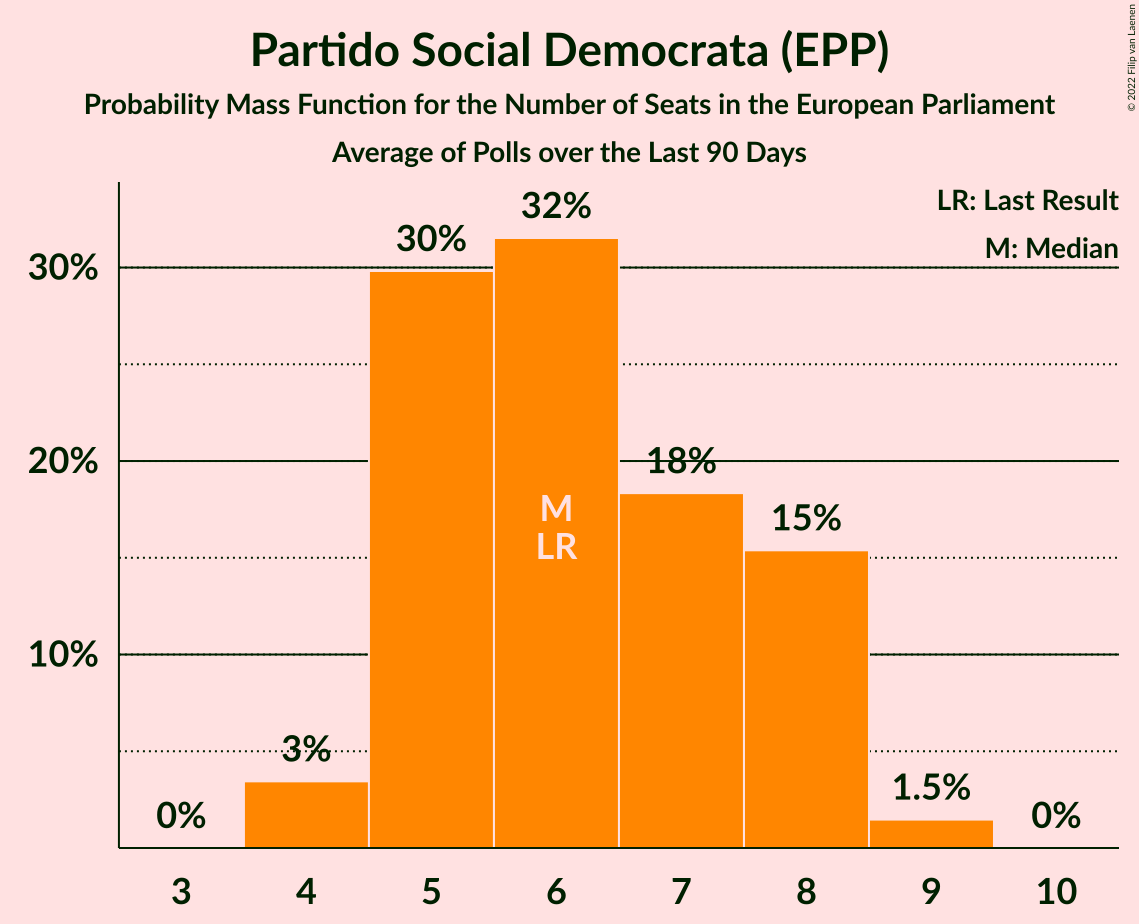 Partido Social Democrata (EPP)
Probability Mass Function for the Number of Seats in the European Parliament
Average of Polls over the Last 90 Days
© 2022 Filip van Laenen
LR: Last Result
M: Median
32%
30%
30%
20%
18%
M
LR
15%
10%
3%
1.5%
0%
0%
3 4 5 6 7 8 9 10